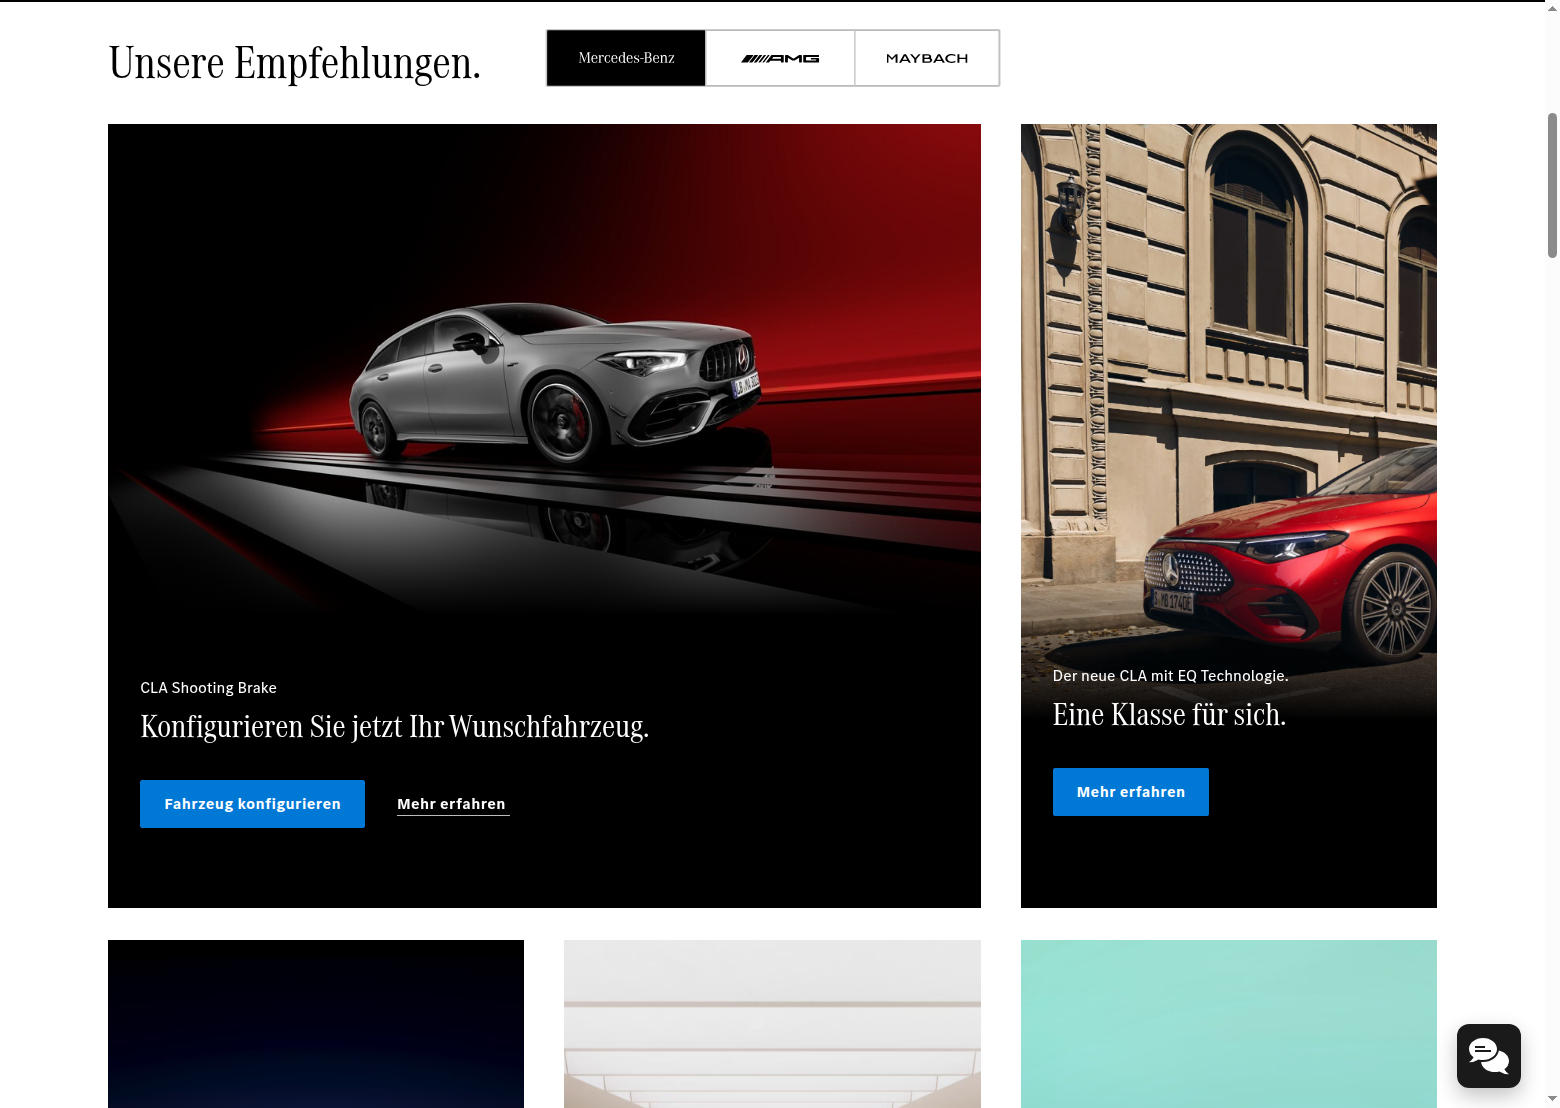 Unsere Empfehlungen.
Mercedes-Benz
AMG
MAYBACH
CLA Shooting Brake
Konfigurieren Sie jetzt Ihr Wunschfahrzeug.
Fahrzeug konfigurieren
Mehr erfahren
Der neue CLA mit EQ Technologie.
Eine Klasse für sich.
Mehr erfahren